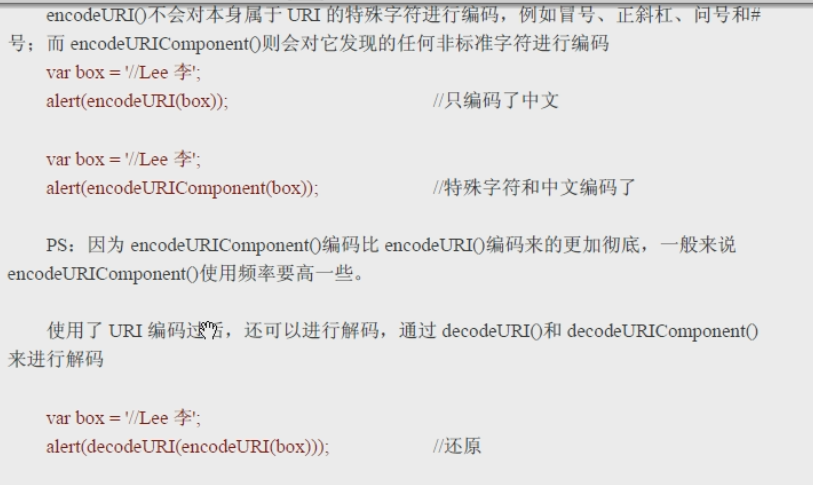 encodeURI()不会对本身属于 URI 的特殊字符进行编码，例如冒号、正斜杠、问号和#
号；而 encodeURIComponent()则会对它发现的任何非标准字符进行编码
var box = '//Lee 李';
alert(encodeURI(box)); //只编码了中文
var box = '//Lee 李';
alert(encodeURIComponent(box)); //特殊字符和中文编码了
PS：因为 encodeURIComponent()编码比 encodeURI()编码来的更加彻底，一般来说
encodeURIComponent()使用频率要高一些。
使用了 URI 编码过后，还可以进行解码，通过 decodeURI()和 decodeURIComponent()
来进行解码
var box = '//Lee 李';
alert(decodeURI(encodeURI(box))); //还原